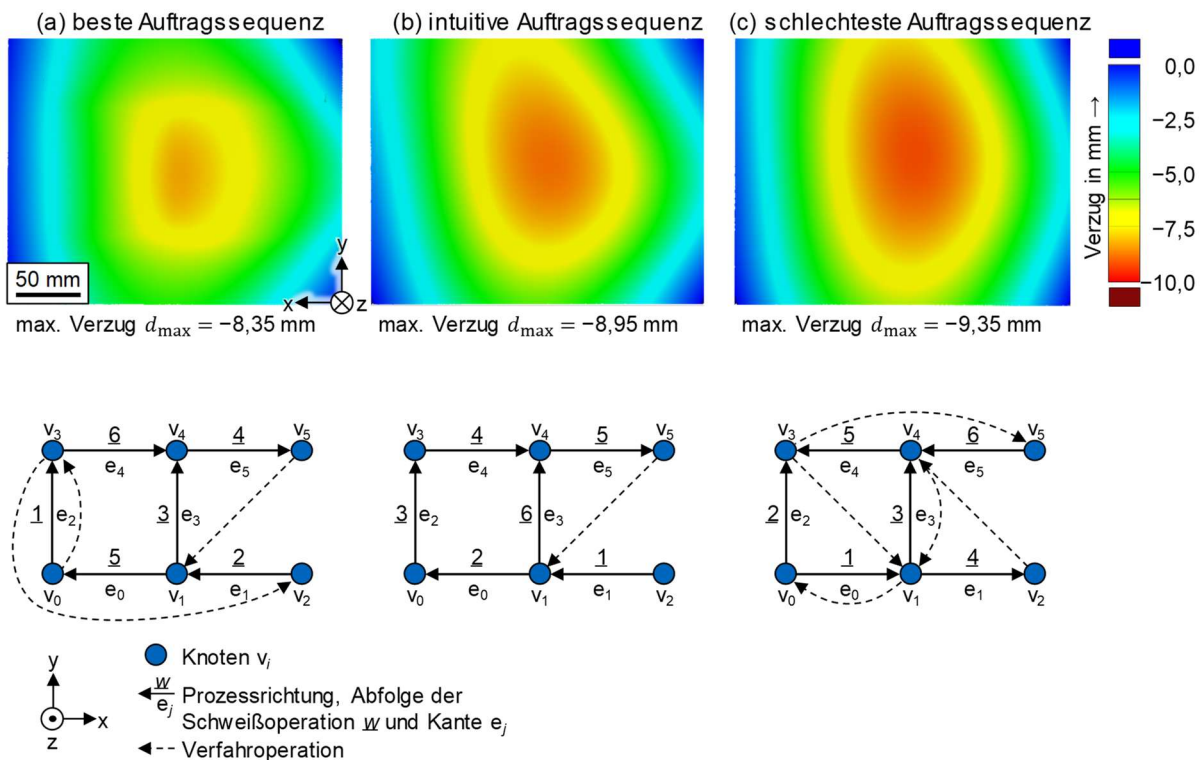 (a) beste Auftragssequenz
(b) intuitive Auftragssequenz
(c) schlechteste Auftragssequenz
0,0
−2,5
−5,0
−7,5
−10,0
Verzug in mm →
50 mm
y
x
z
max. Verzug d_max = −8,35 mm
max. Verzug d_max = −8,95 mm
max. Verzug d_max = −9,35 mm
v3 6 v4 4 v5
e4 e5
1 e2 3 e3
5 2
v0 e0 v1 e1 v2
v3 4 v4 5 v5
e4 e5
3 e2 6 e3
2 1
v0 e0 v1 e1 v2
v3 5 v4 6 v5
e4 e5
2 e2 3 e3
1 4
v0 e0 v1 e1 v2
y
x
z
Knoten vi
w
ej
Prozessrichtung, Abfolge der
Schweißoperation w und Kante ej
Verfahroperation